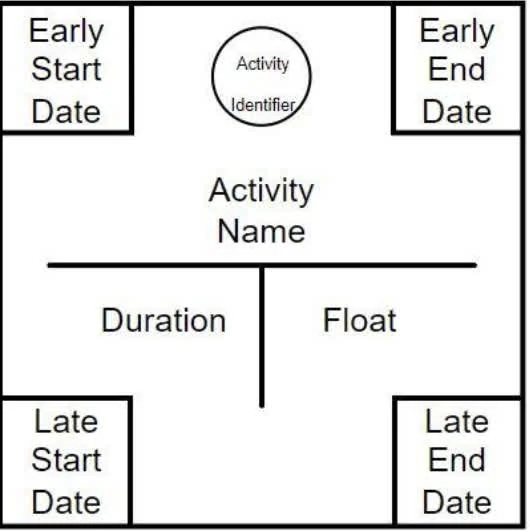 Early
Start
Date
Activity
Identifier
Early
End
Date
Activity
Name
Duration
Float
Late
Start
Date
Late
End
Date